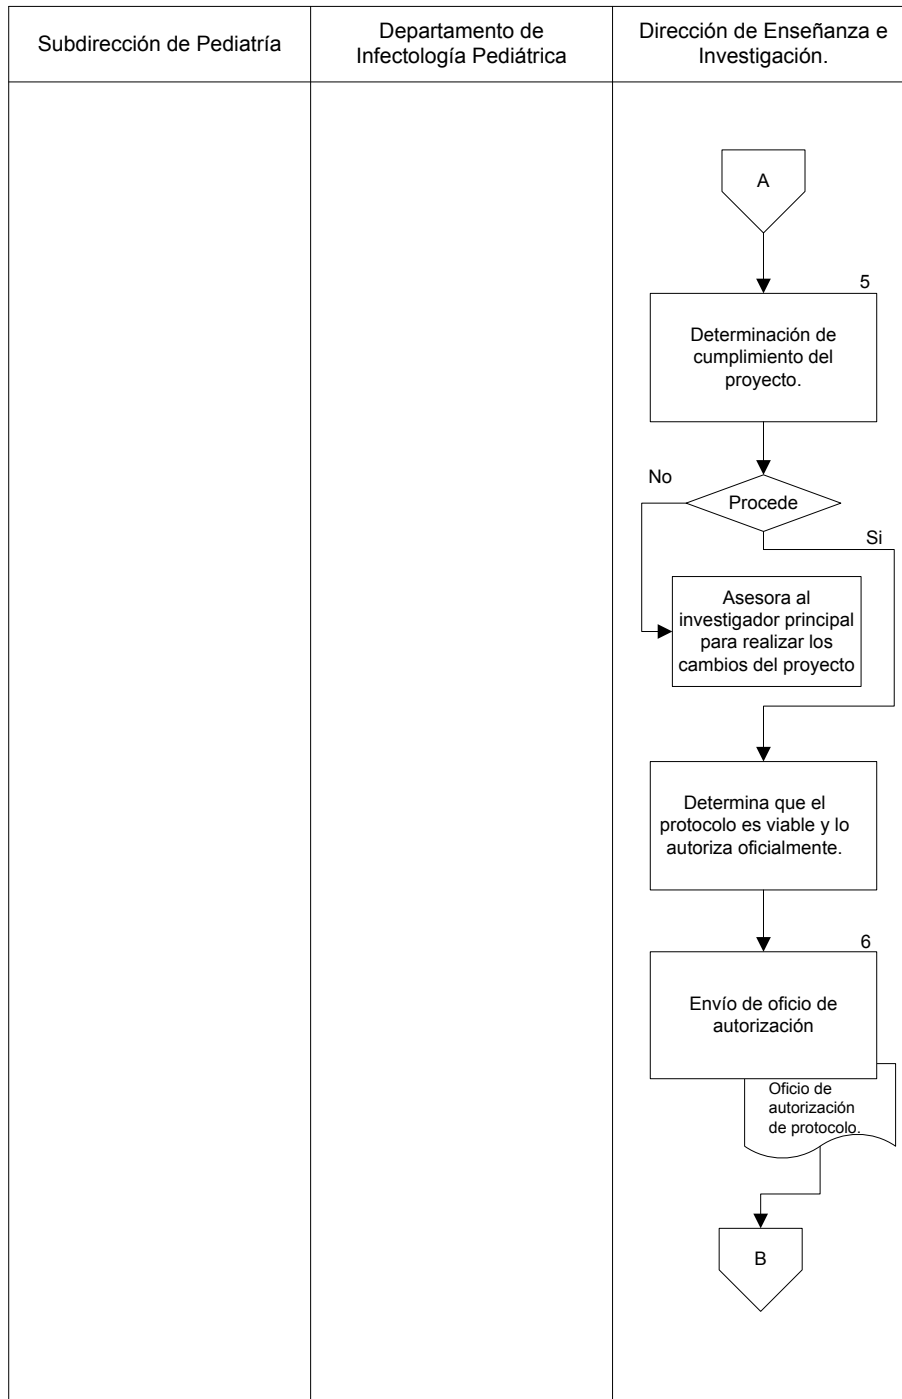 Subdirección de Pediatría
Departamento de
Infectología Pediátrica
Dirección de Enseñanza e
Investigación.
A
5
Determinación de
cumplimiento del
proyecto.
No
Procede
Si
Asesora al
investigador principal
para realizar los
cambios del proyecto
Determina que el
protocolo es viable y lo
autoriza oficialmente.
6
Envío de oficio de
autorización
Oficio de
autorización
de protocolo.
B